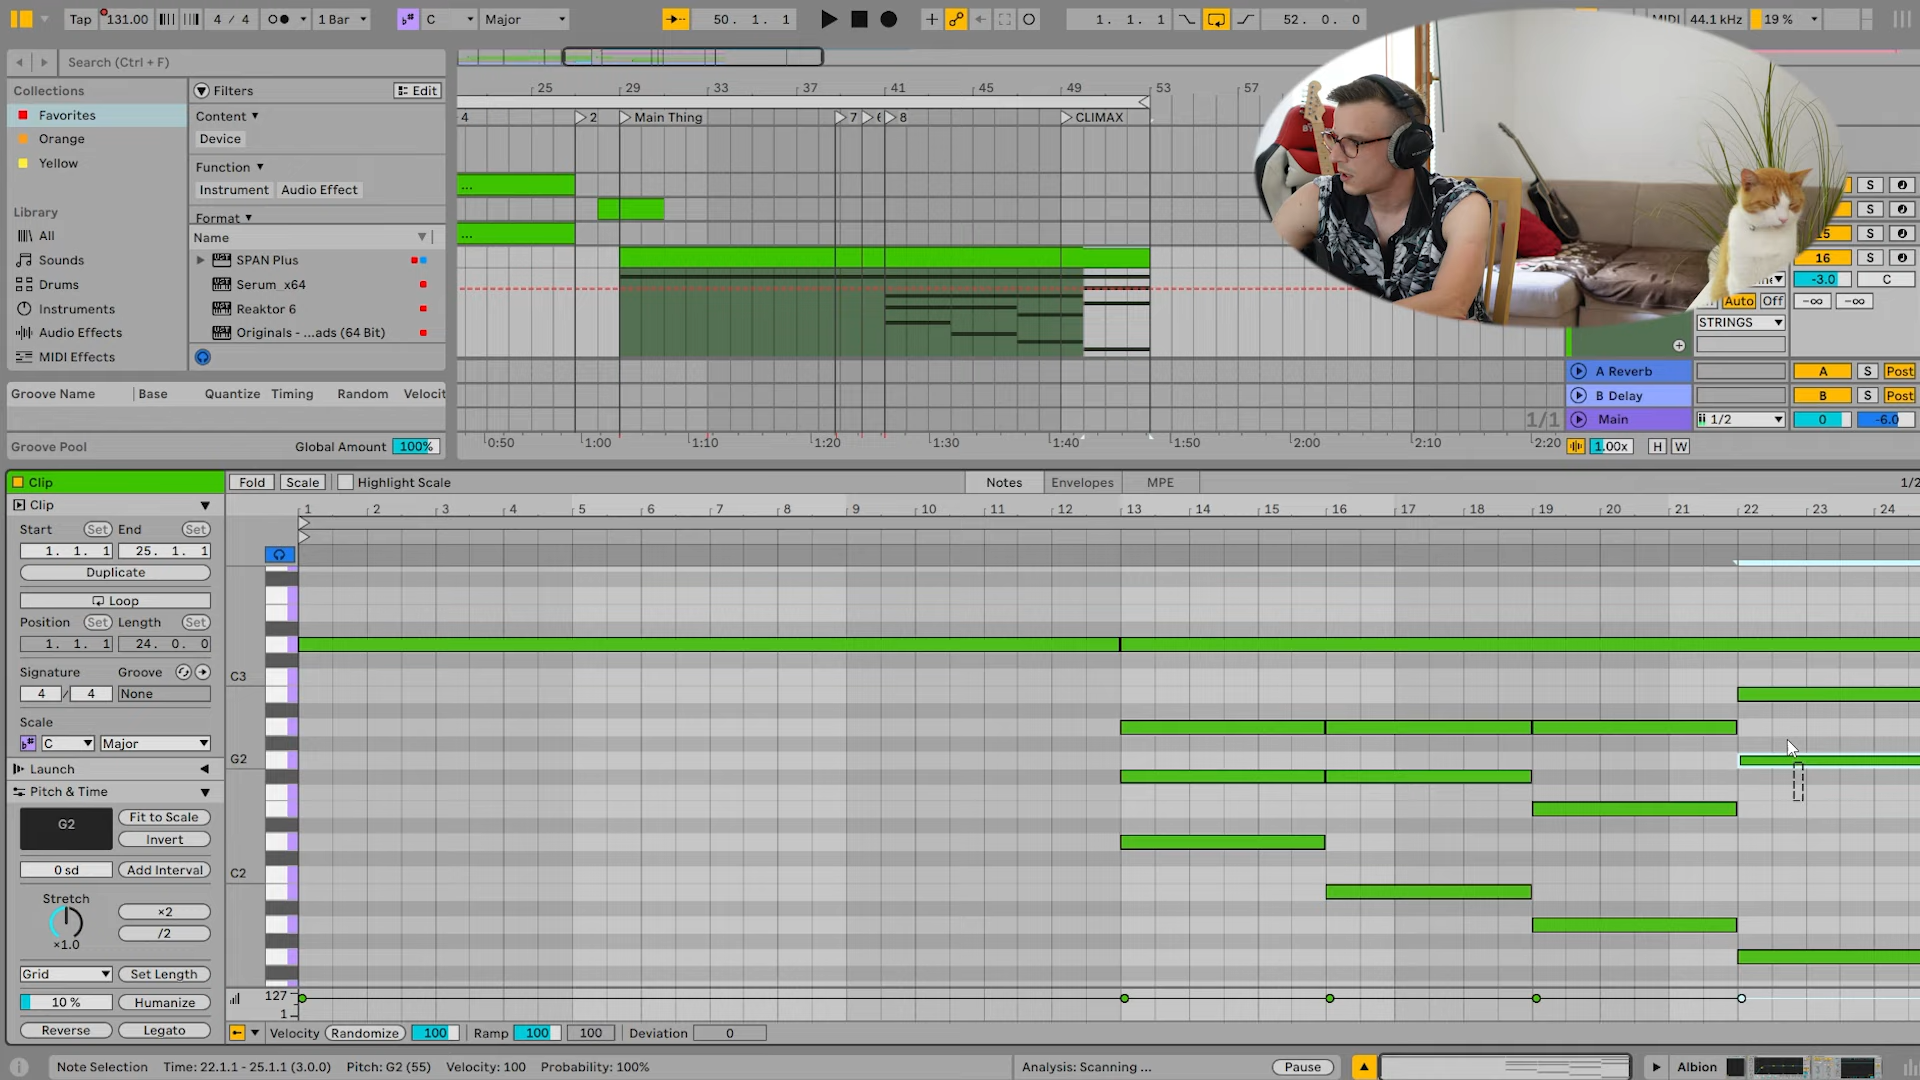 Tap 131.00 4 / 4 1 Bar C Major 50. 1. 1 1. 1. 1 52. 0. 0 MIDI 44.1 kHz 19 %
Search (Ctrl + F)
Collections
Favorites
Orange
Yellow
Library
All
Sounds
Drums
Instruments
Audio Effects
MIDI Effects
Filters Edit
Content
Device
Function
Instrument Audio Effect
Format
Name
SPAN Plus
Serum_x64
Reaktor 6
Originals - ...ads (64 Bit)
Groove Name Base Quantize Timing Random Velocit
Groove Pool Global Amount 100%
25 29 33 37 41 45 49 53 57
4 2 Main Thing 7 8 CLIMAX
...
...
0:50 1:00 1:10 1:20 1:30 1:40 1:50 2:00 2:10 2:20
1/1
S
S
15 S
16 S
-3.0 C
Auto Off -∞ -∞
STRINGS
A Reverb A S Post
B Delay B S Post
Main 1/2 0 -6.0
1.00x H W
Clip
Clip
Start Set End Set
1. 1. 1 25. 1. 1
Duplicate
Loop
Position Set Length Set
1. 1. 1 24. 0. 0
Signature Groove
4 / 4 None
Scale
C Major
Launch
Pitch & Time
G2 Fit to Scale
Invert
0 sd Add Interval
Stretch
×2
/2
×1.0
Grid Set Length
10 % Humanize
Reverse Legato
Fold Scale Highlight Scale Notes Envelopes MPE 1/2
1 2 3 4 5 6 7 8 9 10 11 12 13 14 15 16 17 18 19 20 21 22 23 24
C3
G2
C2
127
1
Velocity Randomize 100 Ramp 100 100 Deviation 0
Note Selection Time: 22.1.1 - 25.1.1 (3.0.0) Pitch: G2 (55) Velocity: 100 Probability: 100% Analysis: Scanning ... Pause Albion